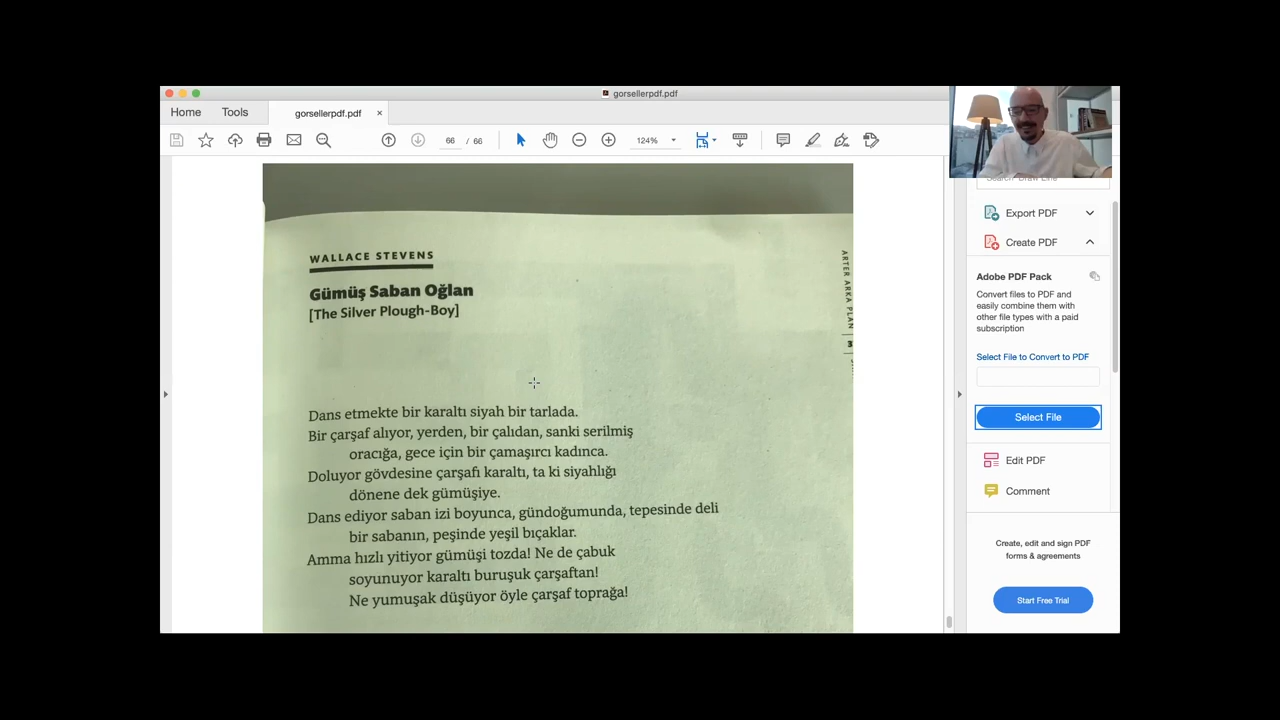 gorsellerpdf.pdf
Home
Tools
gorsellerpdf.pdf
66 / 66
124%
Export PDF
Create PDF
Adobe PDF Pack
Convert files to PDF and
easily combine them with
other file types with a paid
subscription
Select File to Convert to PDF
Select File
Edit PDF
Comment
Create, edit and sign PDF
forms & agreements
Start Free Trial
WALLACE STEVENS
Gümüş Saban Oğlan
[The Silver Plough-Boy]
Dans etmekte bir karaltı siyah bir tarlada.
Bir çarşaf alıyor, yerden, bir çalıdan, sanki serilmiş
oracığa, gece için bir çamaşırcı kadınca.
Doluyor gövdesine çarşafı karaltı, ta ki siyahlığı
dönene dek gümüşiye.
Dans ediyor saban izi boyunca, gündoğumunda, tepesinde deli
bir sabanın, peşinde yeşil bıçaklar.
Amma hızlı yitiyor gümüşi tozda! Ne de çabuk
soyunuyor karaltı buruşuk çarşaftan!
Ne yumuşak düşüyor öyle çarşaf toprağa!
ARTER ARKA PLAN